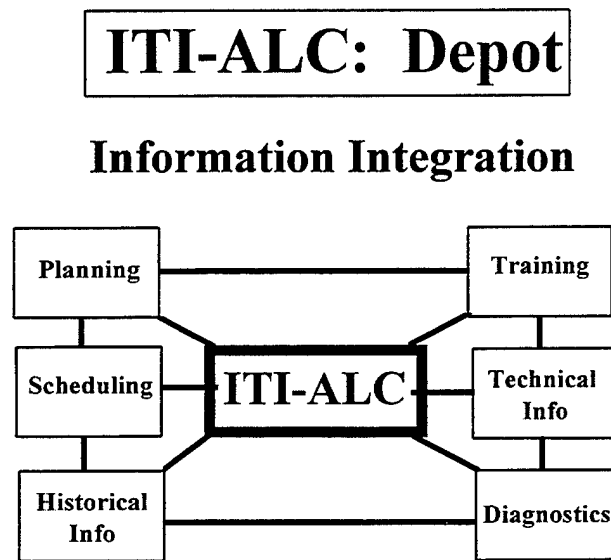 ITI-ALC: Depot
Information Integration
Planning
Training
Scheduling
ITI-ALC
Technical
Info
Historical
Info
Diagnostics